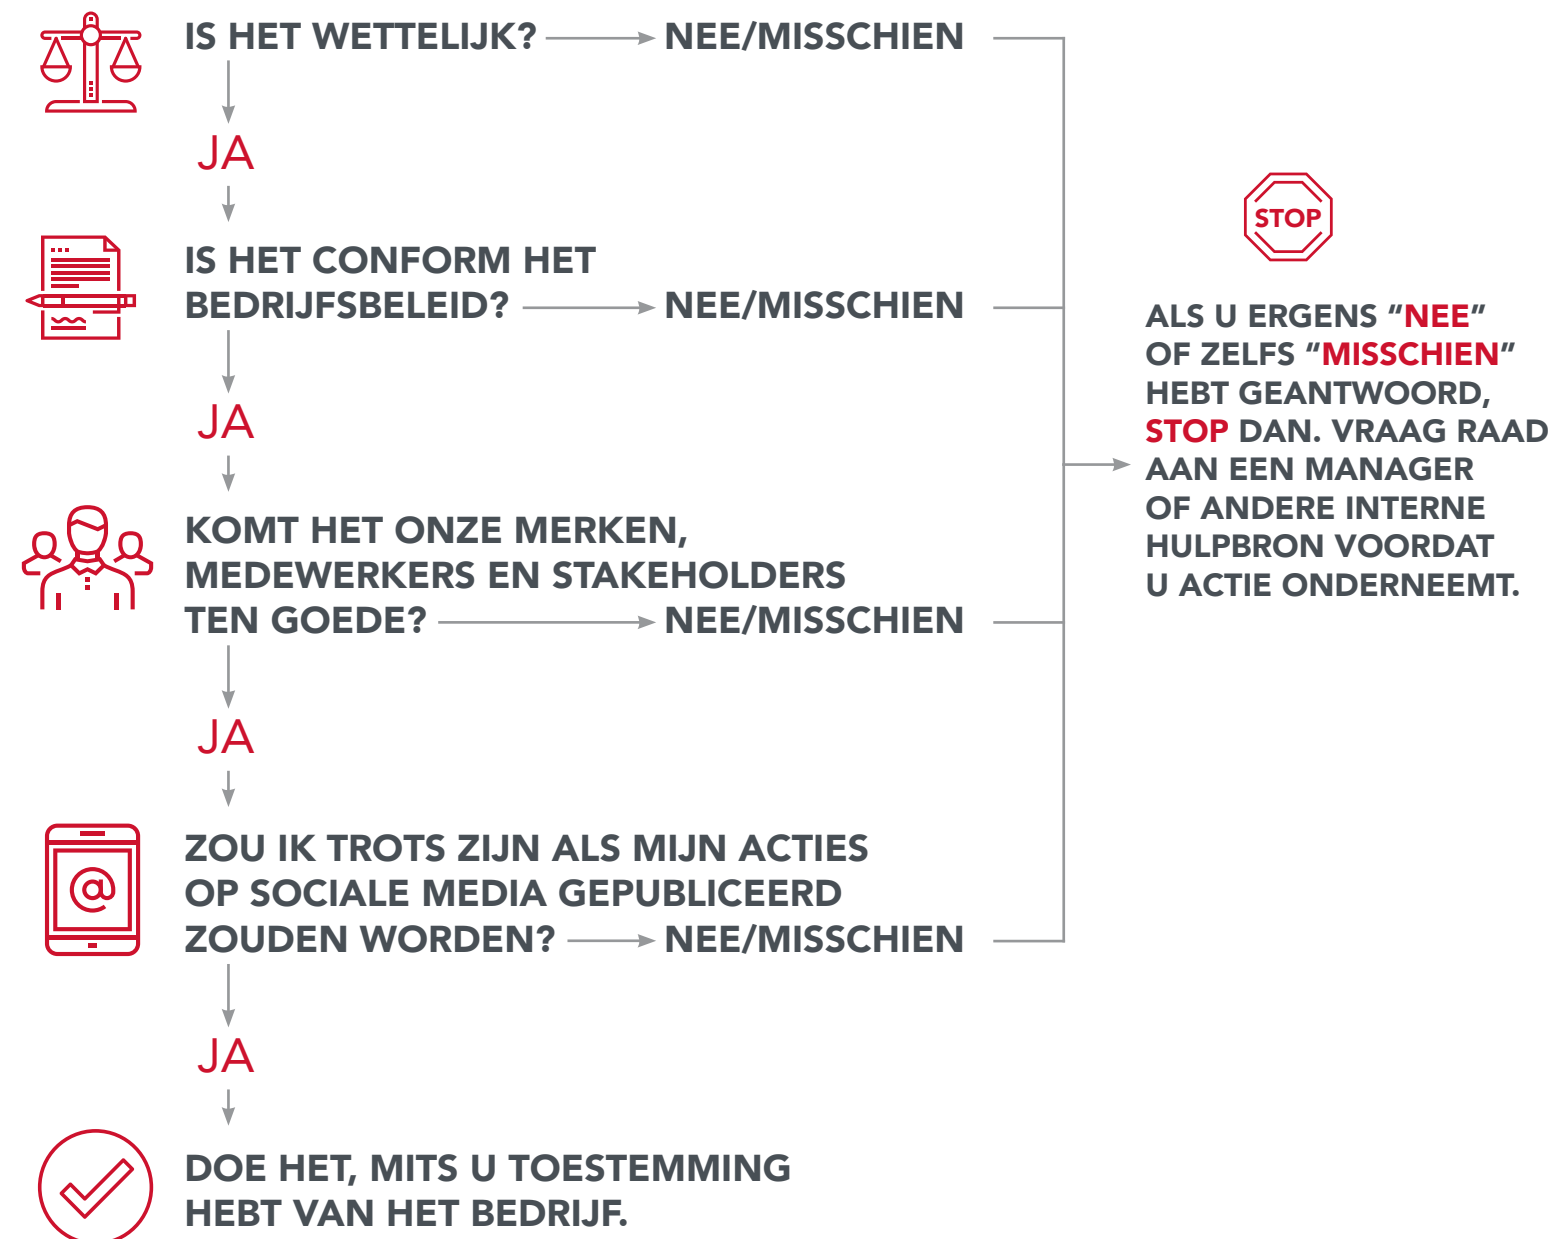 IS HET WETTELIJK? NEE/MISSCHIEN
JA
IS HET CONFORM HET
BEDRIJFSBELEID? NEE/MISSCHIEN
JA
KOMT HET ONZE MERKEN,
MEDEWERKERS EN STAKEHOLDERS
TEN GOEDE? NEE/MISSCHIEN
JA
ZOU IK TROTS ZIJN ALS MIJN ACTIES
OP SOCIALE MEDIA GEPUBLICEERD
ZOUDEN WORDEN? NEE/MISSCHIEN
JA
@
DOE HET, MITS U TOESTEMMING
HEBT VAN HET BEDRIJF.
STOP
ALS U ERGENS “NEE”
OF ZELFS “MISSCHIEN”
HEBT GEANTWOORD,
STOP DAN. VRAAG RAAD
AAN EEN MANAGER
OF ANDERE INTERNE
HULPBRON VOORDAT
U ACTIE ONDERNEEMT.